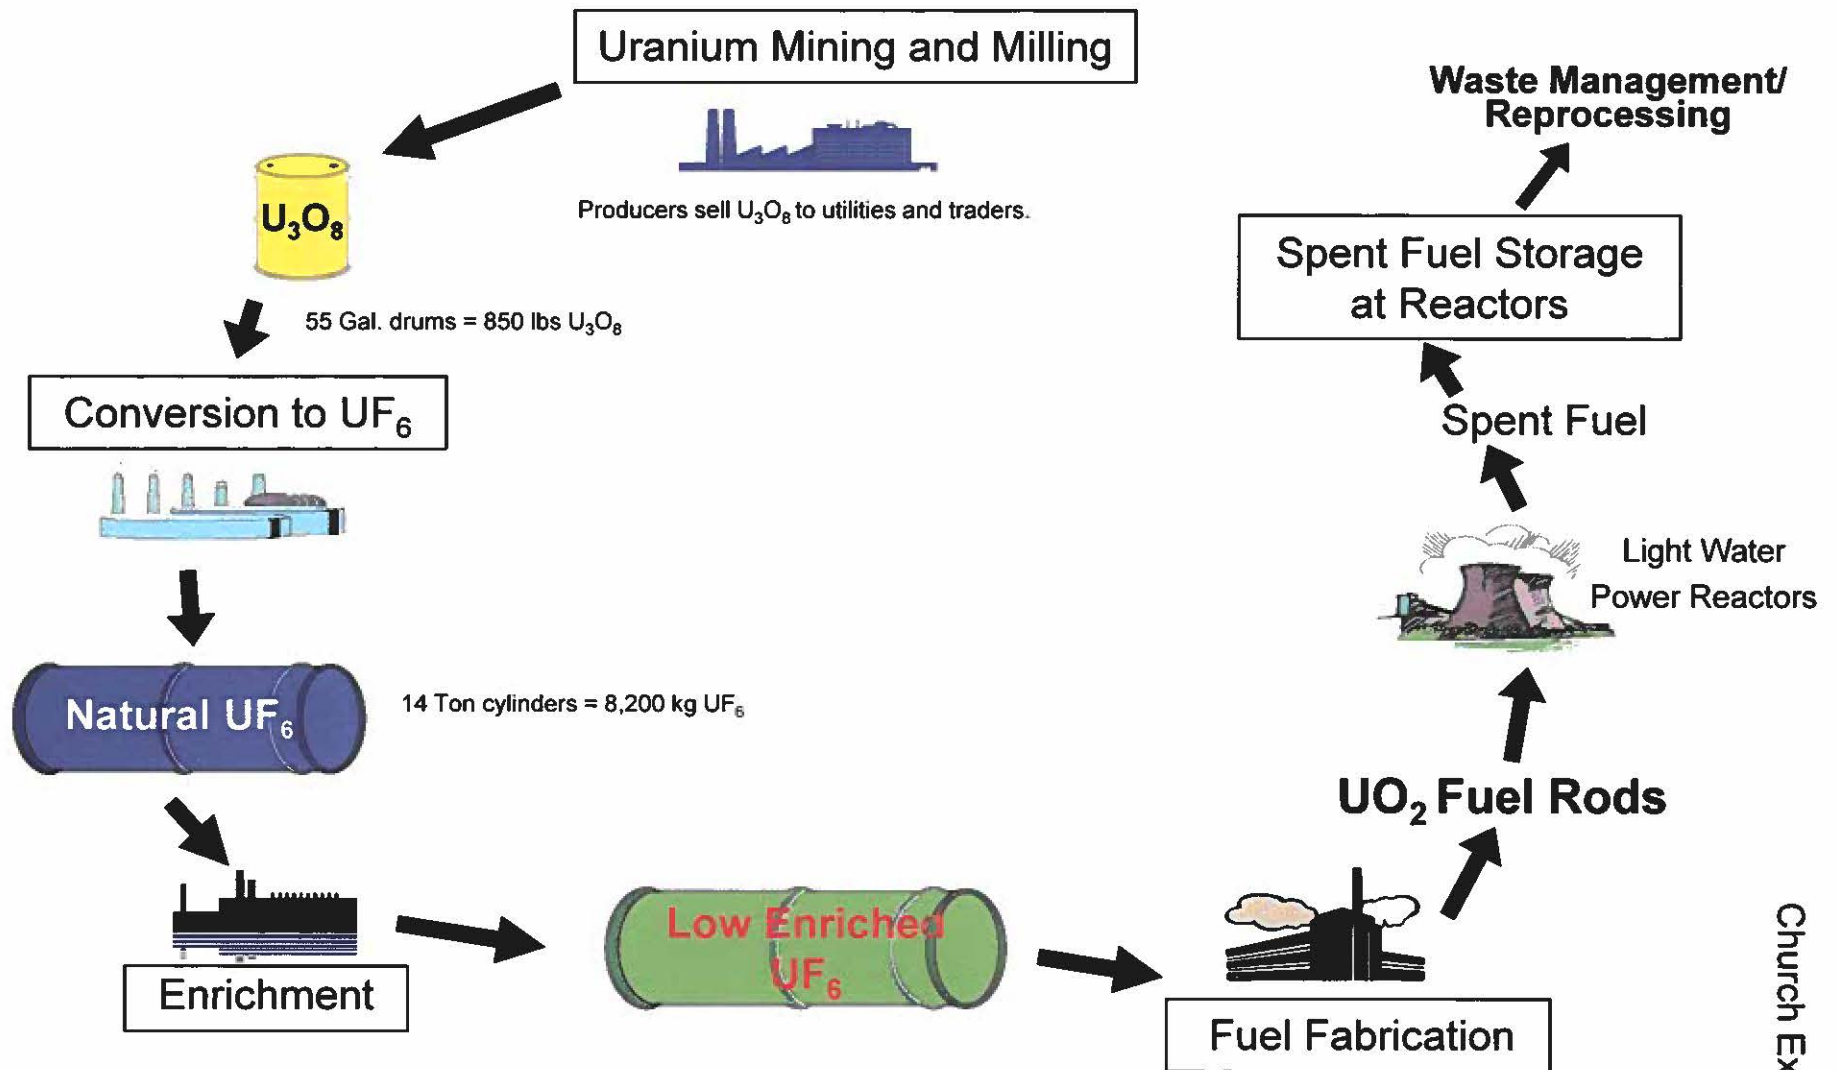 Uranium Mining and Milling
Producers sell U₃O₈ to utilities and traders.
U₃O₈
55 Gal. drums = 850 lbs U₃O₈
Conversion to UF₆
Natural UF₆
14 Ton cylinders = 8,200 kg UF₆
Enrichment
Low Enriched
UF₆
Fuel Fabrication
UO₂ Fuel Rods
Light Water
Power Reactors
Spent Fuel
Spent Fuel Storage
at Reactors
Waste Management/
Reprocessing
Church